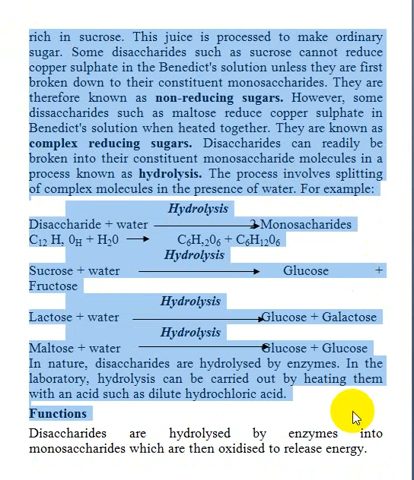 rich in sucrose. This juice is processed to make ordinary
sugar. Some disaccharides such as sucrose cannot reduce
copper sulphate in the Benedict's solution unless they are first
broken down to their constituent monosaccharides. They are
therefore known as non-reducing sugars. However, some
dissaccharides such as maltose reduce copper sulphate in
Benedict's solution when heated together. They are known as
complex reducing sugars. Disaccharides can readily be
broken into their constituent monosaccharide molecules in a
process known as hydrolysis. The process involves splitting
of complex molecules in the presence of water. For example:
Hydrolysis
Disaccharide + water 2 Monosacharides
C12 H, 0H + H20 C6H,206 + C6H1206
Hydrolysis
Sucrose + water Glucose +
Fructose
Hydrolysis
Lactose + water Glucose + Galactose
Hydrolysis
Maltose + water Glucose + Glucose
In nature, disaccharides are hydrolysed by enzymes. In the
laboratory, hydrolysis can be carried out by heating them
with an acid such as dilute hydrochloric acid.
Functions
Disaccharides are hydrolysed by enzymes into
monosaccharides which are then oxidised to release energy.